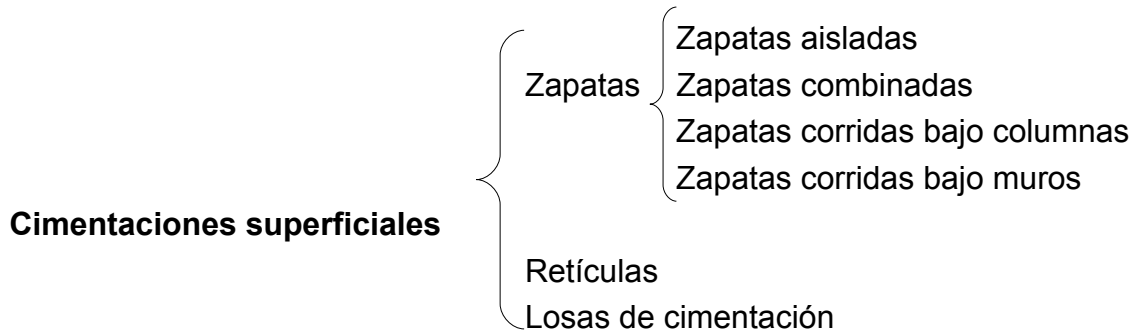 Cimentaciones superficiales
Zapatas
Zapatas aisladas
Zapatas combinadas
Zapatas corridas bajo columnas
Zapatas corridas bajo muros
Retículas
Losas de cimentación